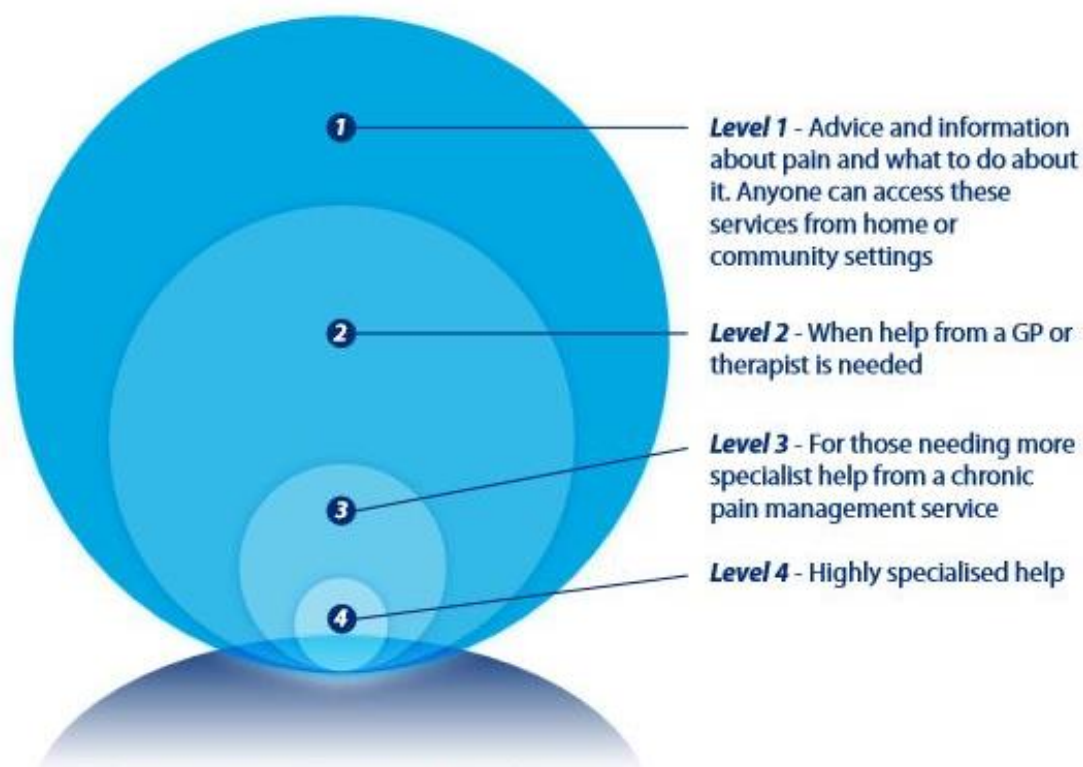 1
Level 1 - Advice and information
about pain and what to do about
it. Anyone can access these
services from home or
community settings
2
Level 2 - When help from a GP or
therapist is needed
3
Level 3 - For those needing more
specialist help from a chronic
pain management service
4
Level 4 - Highly specialised help